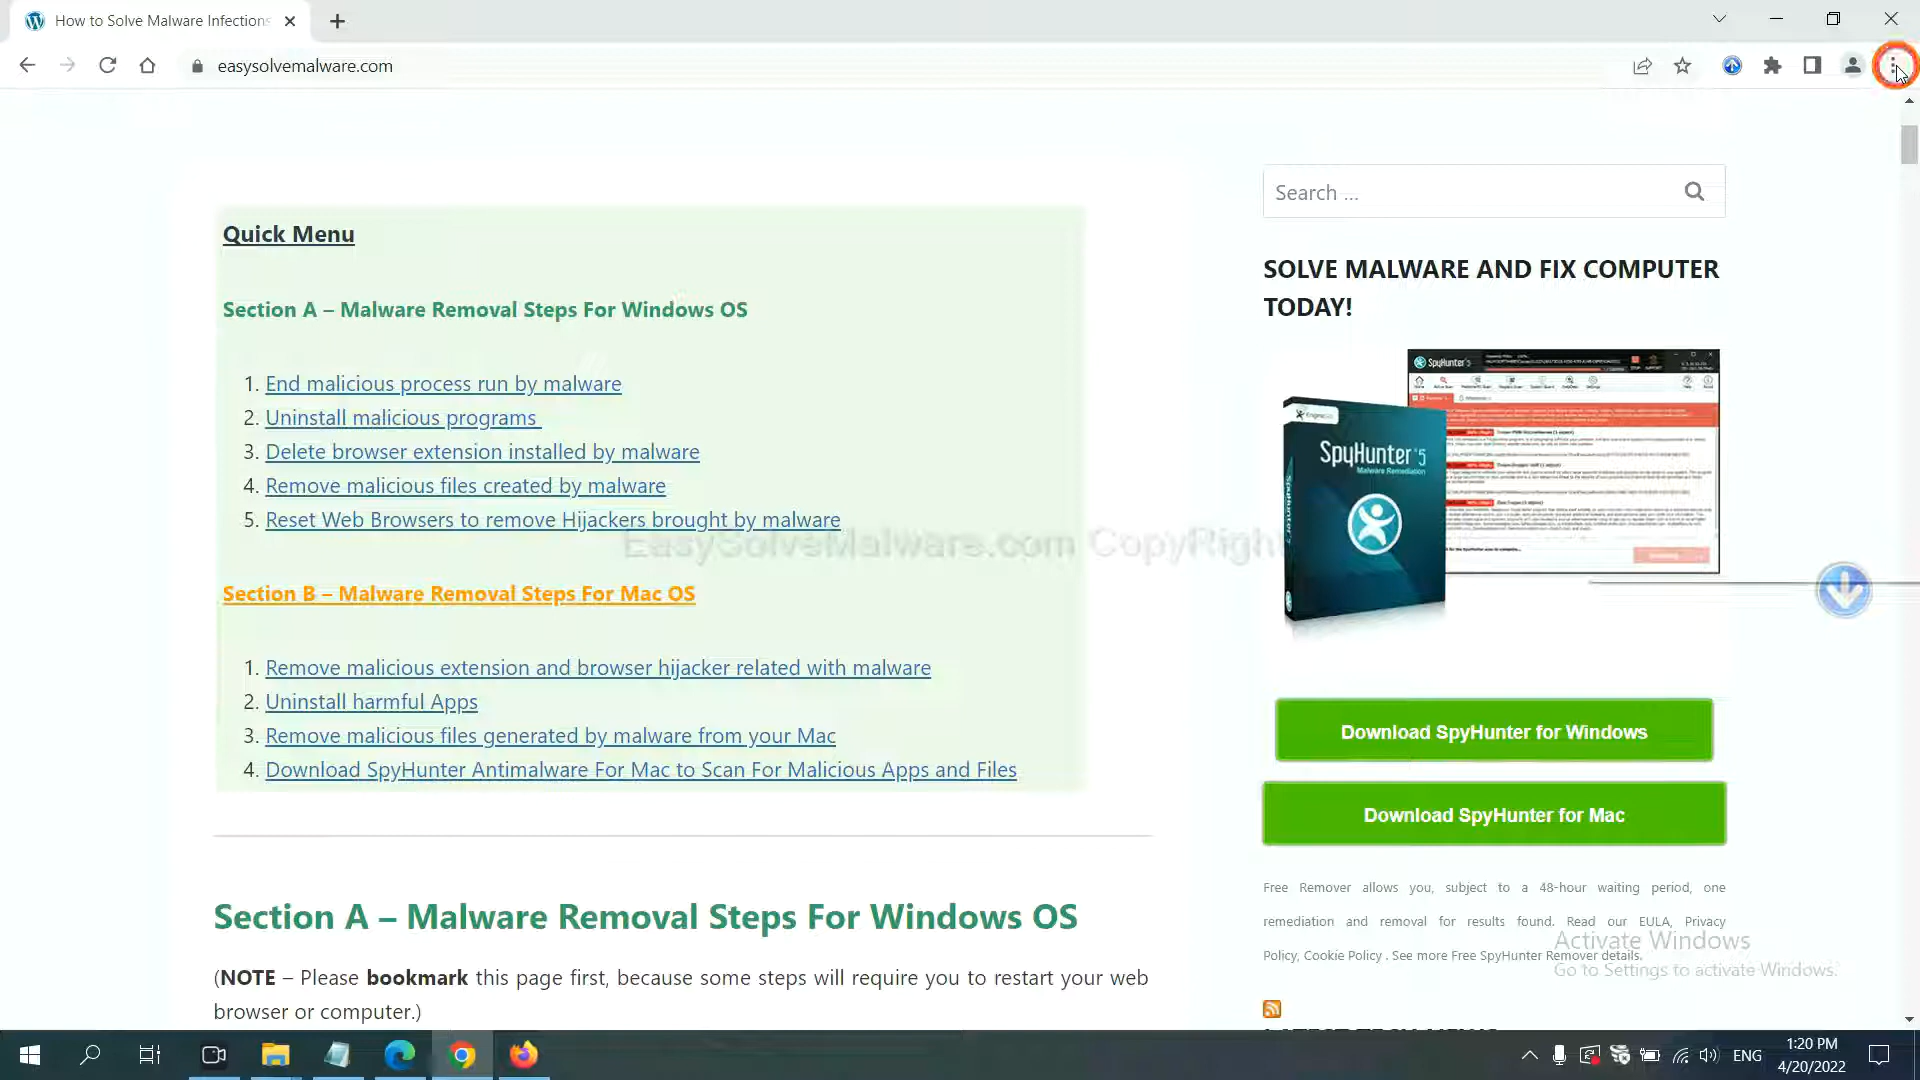 How to Solve Malware Infections
easysolvemalware.com
Search ...
Quick Menu
SOLVE MALWARE AND FIX COMPUTER
TODAY!
Section A – Malware Removal Steps For Windows OS
1. End malicious process run by malware
2. Uninstall malicious programs
3. Delete browser extension installed by malware
4. Remove malicious files created by malware
5. Reset Web Browsers to remove Hijackers brought by malware
SpyHunter 5
SpyHunter 5
Malware Remediation
EasySolveMalware.com CopyRigh
Section B – Malware Removal Steps For Mac OS
1. Remove malicious extension and browser hijacker related with malware
2. Uninstall harmful Apps
3. Remove malicious files generated by malware from your Mac
4. Download SpyHunter Antimalware For Mac to Scan For Malicious Apps and Files
Download SpyHunter for Windows
Download SpyHunter for Mac
Free Remover allows you, subject to a 48-hour waiting period, one
remediation and removal for results found. Read our EULA, Privacy
Policy, Cookie Policy . See more Free SpyHunter Remover details.
Activate Windows
Go to Settings to activate Windows.
Section A – Malware Removal Steps For Windows OS
(NOTE – Please bookmark this page first, because some steps will require you to restart your web
browser or computer.)
LATEST TECH NEWS
ENG
1:20 PM
4/20/2022